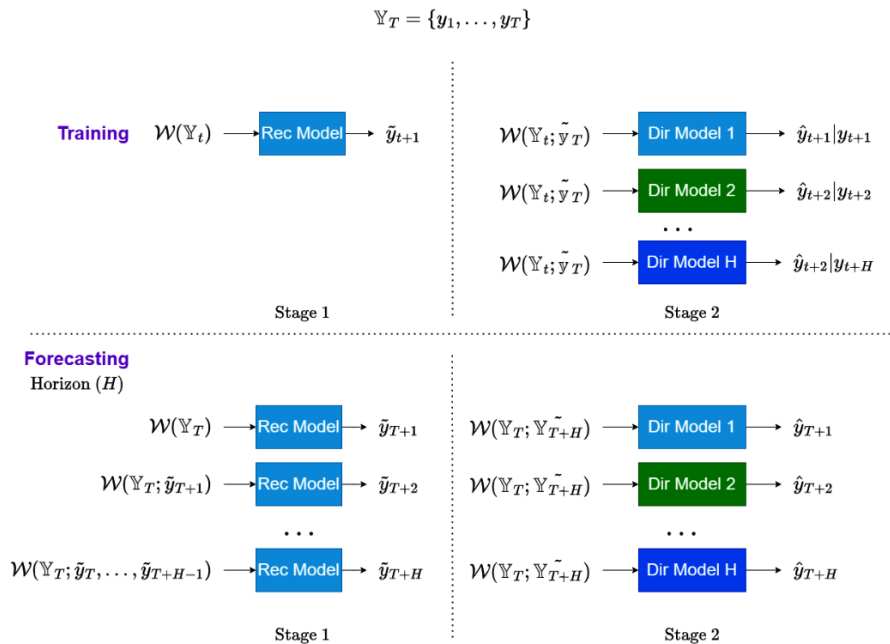 𝕐_T = {y_1, . . . , y_T}
Training
𝒲(𝕐_t) Rec Model ỹ_{t+1}
Stage 1
𝒲(𝕐_t; 𝕪̃_T) Dir Model 1 ŷ_{t+1}|y_{t+1}
𝒲(𝕐_t; 𝕪̃_T) Dir Model 2 ŷ_{t+2}|y_{t+2}
...
𝒲(𝕐_t; 𝕪̃_T) Dir Model H ŷ_{t+2}|y_{t+H}
Stage 2
Forecasting
Horizon (H)
𝒲(𝕐_T) Rec Model ỹ_{T+1}
𝒲(𝕐_T; ỹ_{T+1}) Rec Model ỹ_{T+2}
...
𝒲(𝕐_T; ỹ_T, . . . , ỹ_{T+H−1}) Rec Model ỹ_{T+H}
Stage 1
𝒲(𝕐_T; 𝕐̃_{T+H}) Dir Model 1 ŷ_{T+1}
𝒲(𝕐_T; 𝕐̃_{T+H}) Dir Model 2 ŷ_{T+2}
...
𝒲(𝕐_T; 𝕐̃_{T+H}) Dir Model H ŷ_{T+H}
Stage 2